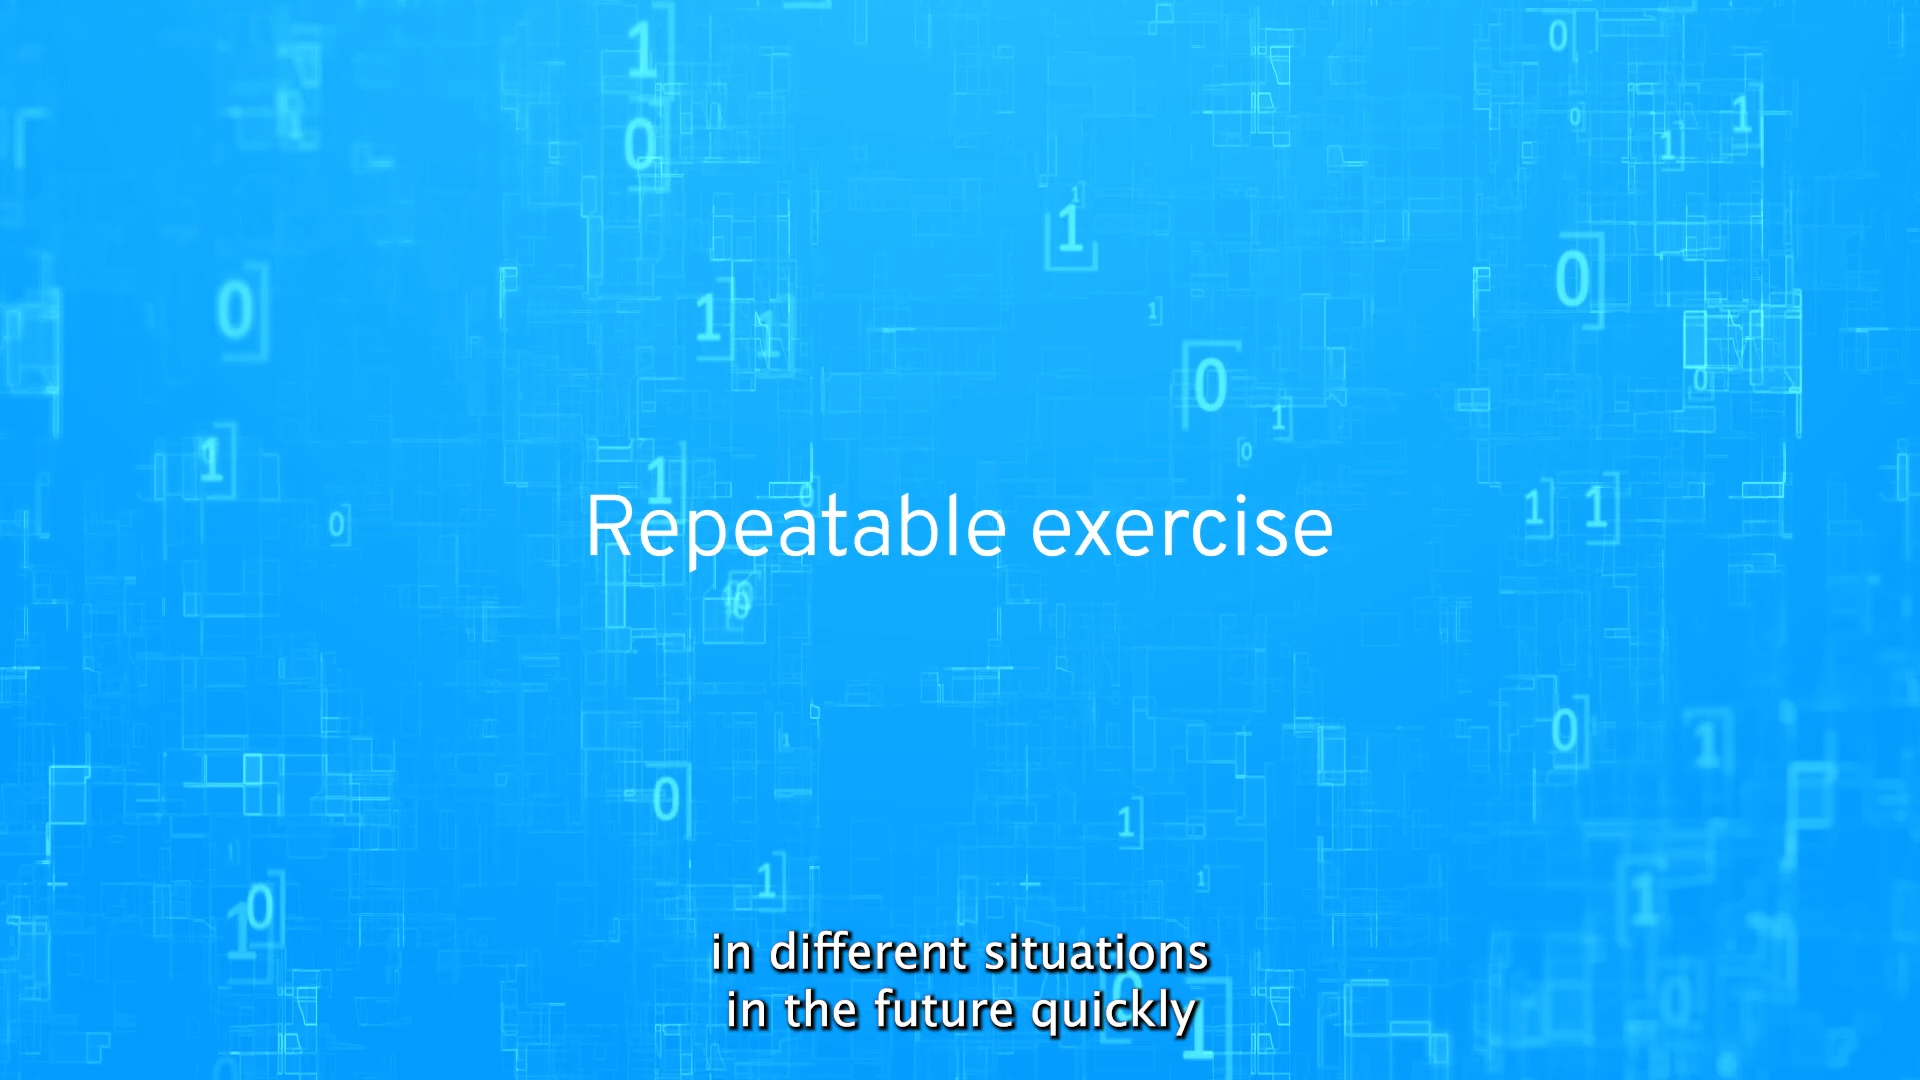 Repeatable exercise
in different situations
in the future quickly